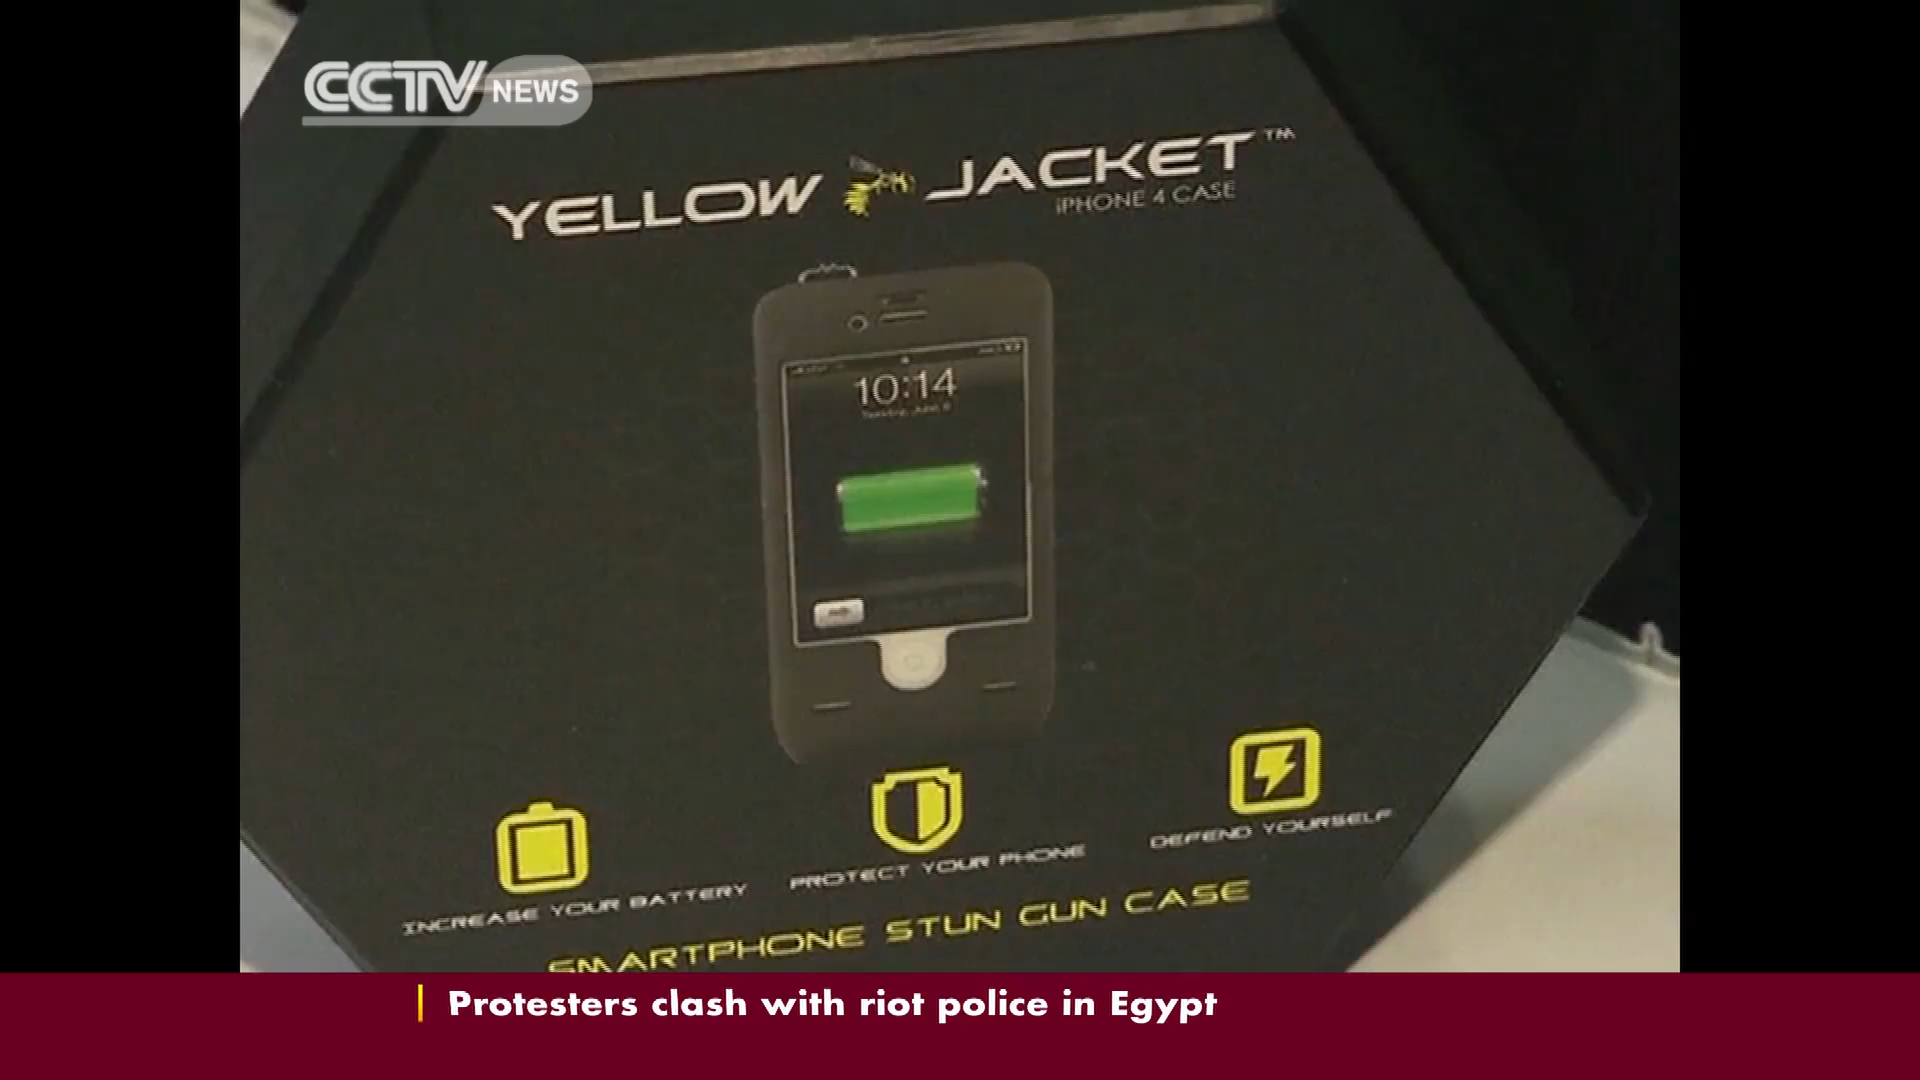 CCTV NEWS
YELLOW JACKET™
iPHONE 4 CASE
10:14
INCREASE YOUR BATTERY
PROTECT YOUR PHONE
DEFEND YOURSELF
SMARTPHONE STUN GUN CASE
Protesters clash with riot police in Egypt